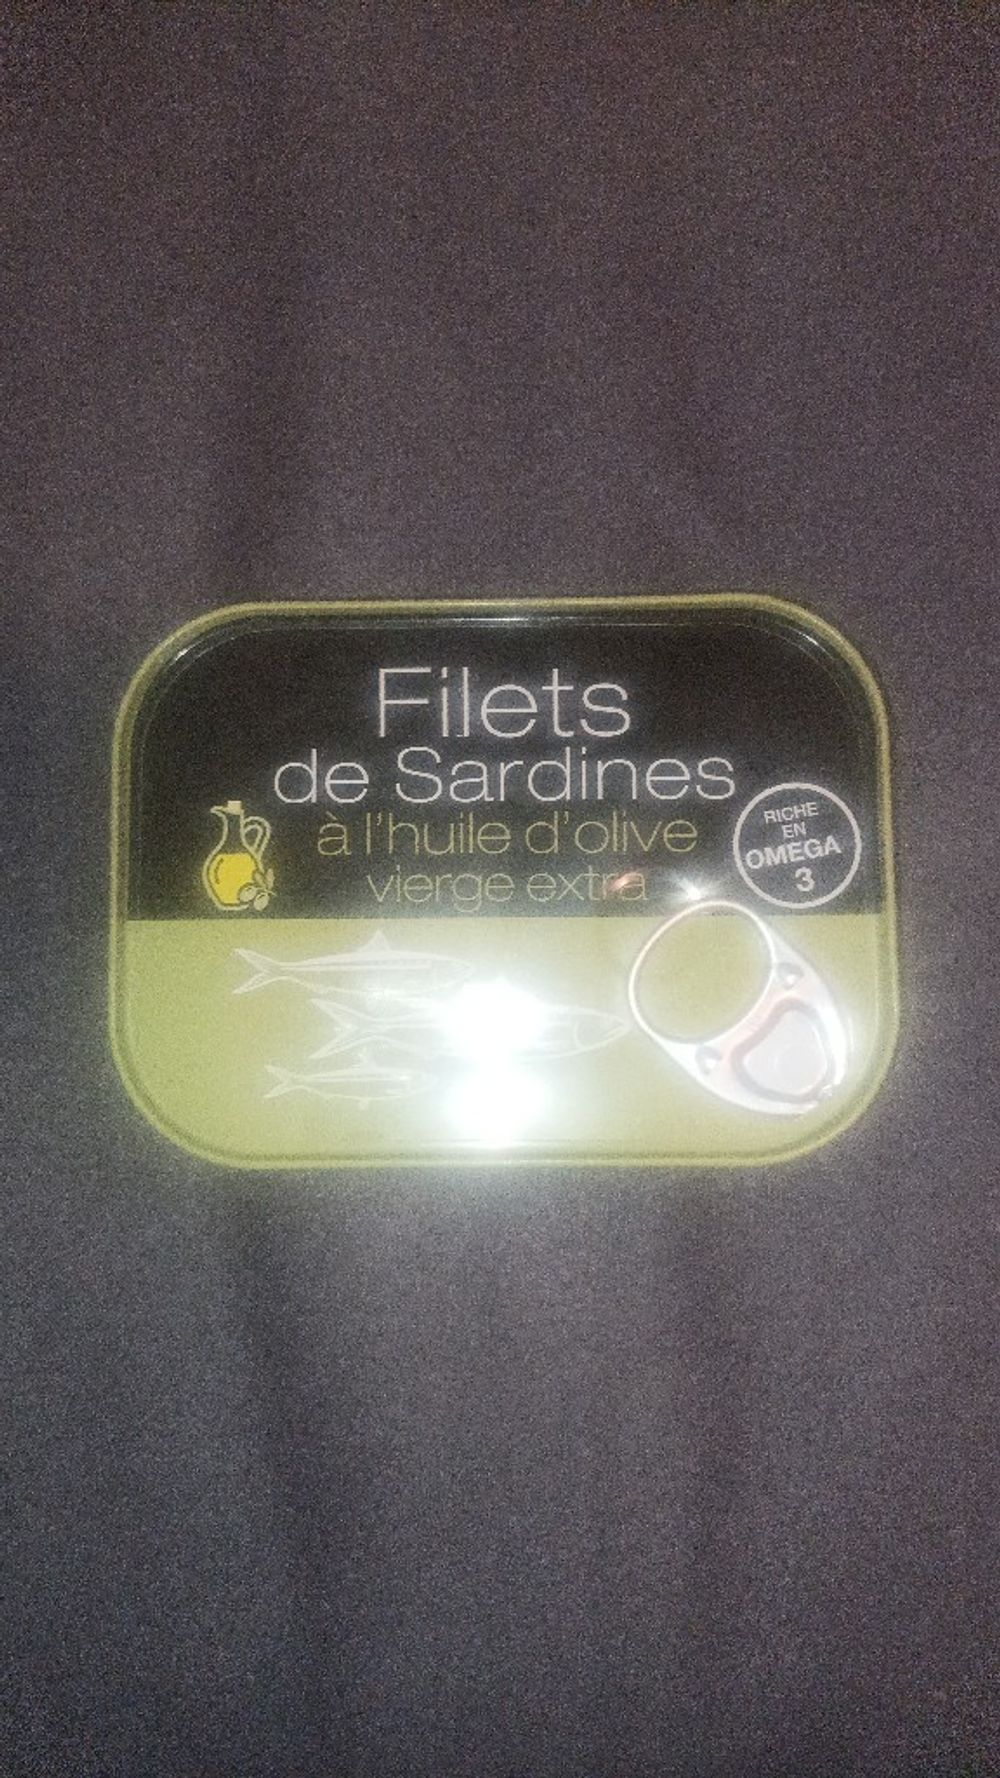 Filets
de Sardines
à l'huile d'olive
vierge extra
RICHE
EN
OMEGA
3